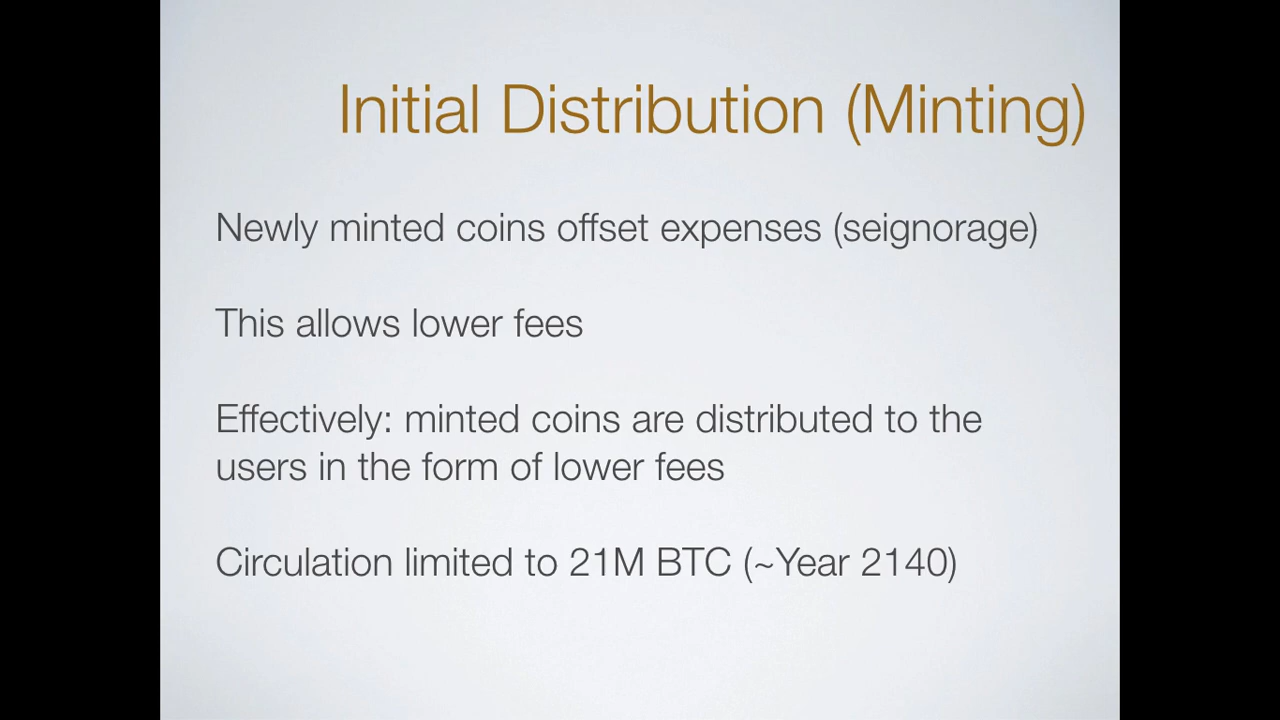 Initial Distribution (Minting)
Newly minted coins offset expenses (seignorage)
This allows lower fees
Effectively: minted coins are distributed to the
users in the form of lower fees
Circulation limited to 21M BTC (~Year 2140)